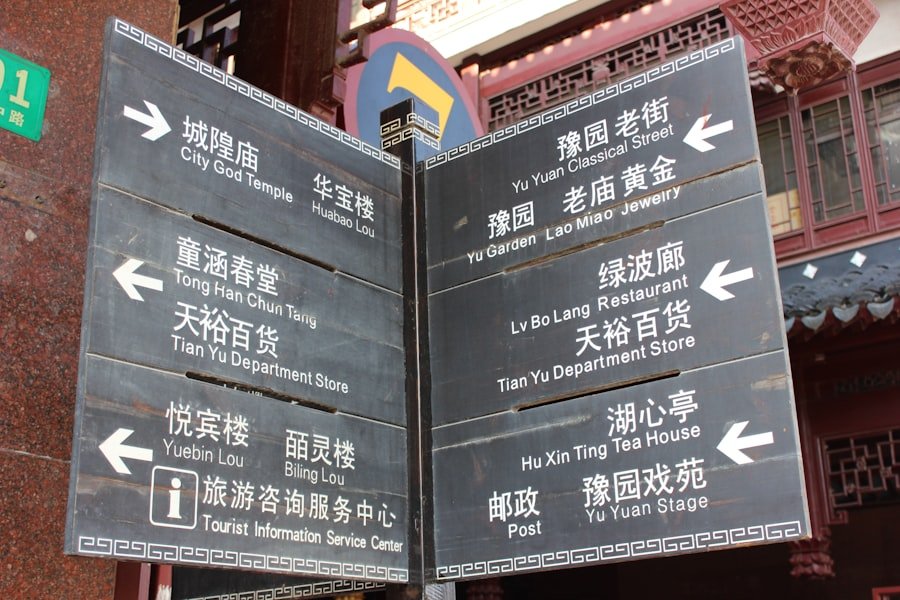 01
中路
7
城隍庙
City God Temple
华宝楼
Huabao Lou
童涵春堂
Tong Han Chun Tang
天裕百货
Tian Yu Department Store
悦宾楼
Yuebin Lou
皕灵楼
Biling Lou
i 旅游咨询服务中心
Tourist Information Service Center
豫园老街
Yu Yuan Classical Street
豫园 老庙黄金
Yu Garden Lao Miao Jewelry
绿波廊
Lv Bo Lang Restaurant
天裕百货
Tian Yu Department Store
湖心亭
Hu Xin Ting Tea House
邮政
Post
豫园戏苑
Yu Yuan Stage